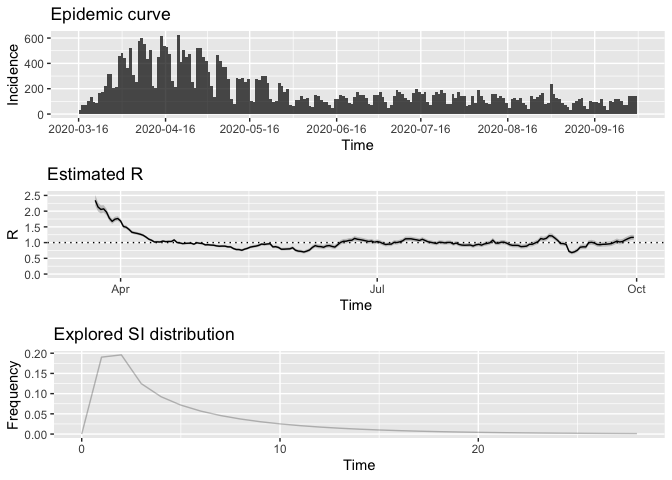 Epidemic curve
Incidence
600
400
200
0
2020-03-16 2020-04-16 2020-05-16 2020-06-16 2020-07-16 2020-08-16 2020-09-16
Time
Estimated R
R
2.5
2.0
1.5
1.0
0.5
0.0
Apr Jul Oct
Time
Explored SI distribution
Frequency
0.20
0.15
0.10
0.05
0.00
0 10 20
Time